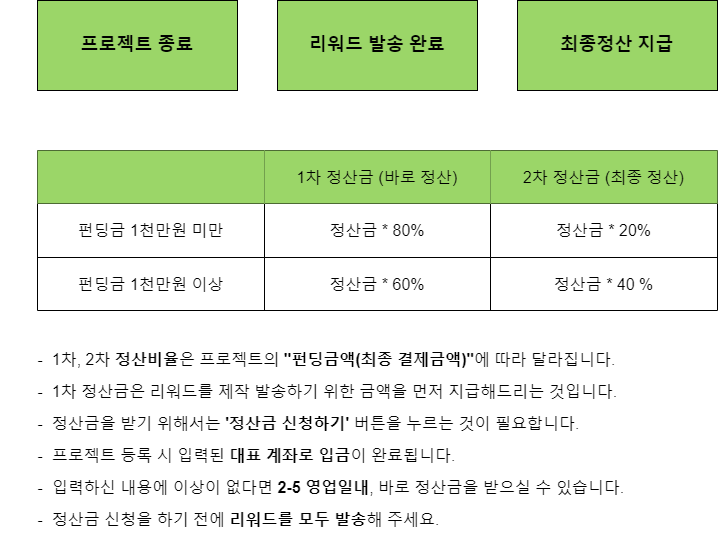 프로젝트 종료
리워드 발송 완료
최종정산 지급
1차 정산금 (바로 정산) 2차 정산금 (최종 정산)
펀딩금 1천만원 미만 정산금 * 80% 정산금 * 20%
펀딩금 1천만원 이상 정산금 * 60% 정산금 * 40 %
- 1차, 2차 정산비율은 프로젝트의 "펀딩금액(최종 결제금액)"에 따라 달라집니다.
- 1차 정산금은 리워드를 제작 발송하기 위한 금액을 먼저 지급해드리는 것입니다.
- 정산금을 받기 위해서는 '정산금 신청하기' 버튼을 누르는 것이 필요합니다.
- 프로젝트 등록 시 입력된 대표 계좌로 입금이 완료됩니다.
- 입력하신 내용에 이상이 없다면 2-5 영업일내, 바로 정산금을 받으실 수 있습니다.
- 정산금 신청을 하기 전에 리워드를 모두 발송해 주세요.